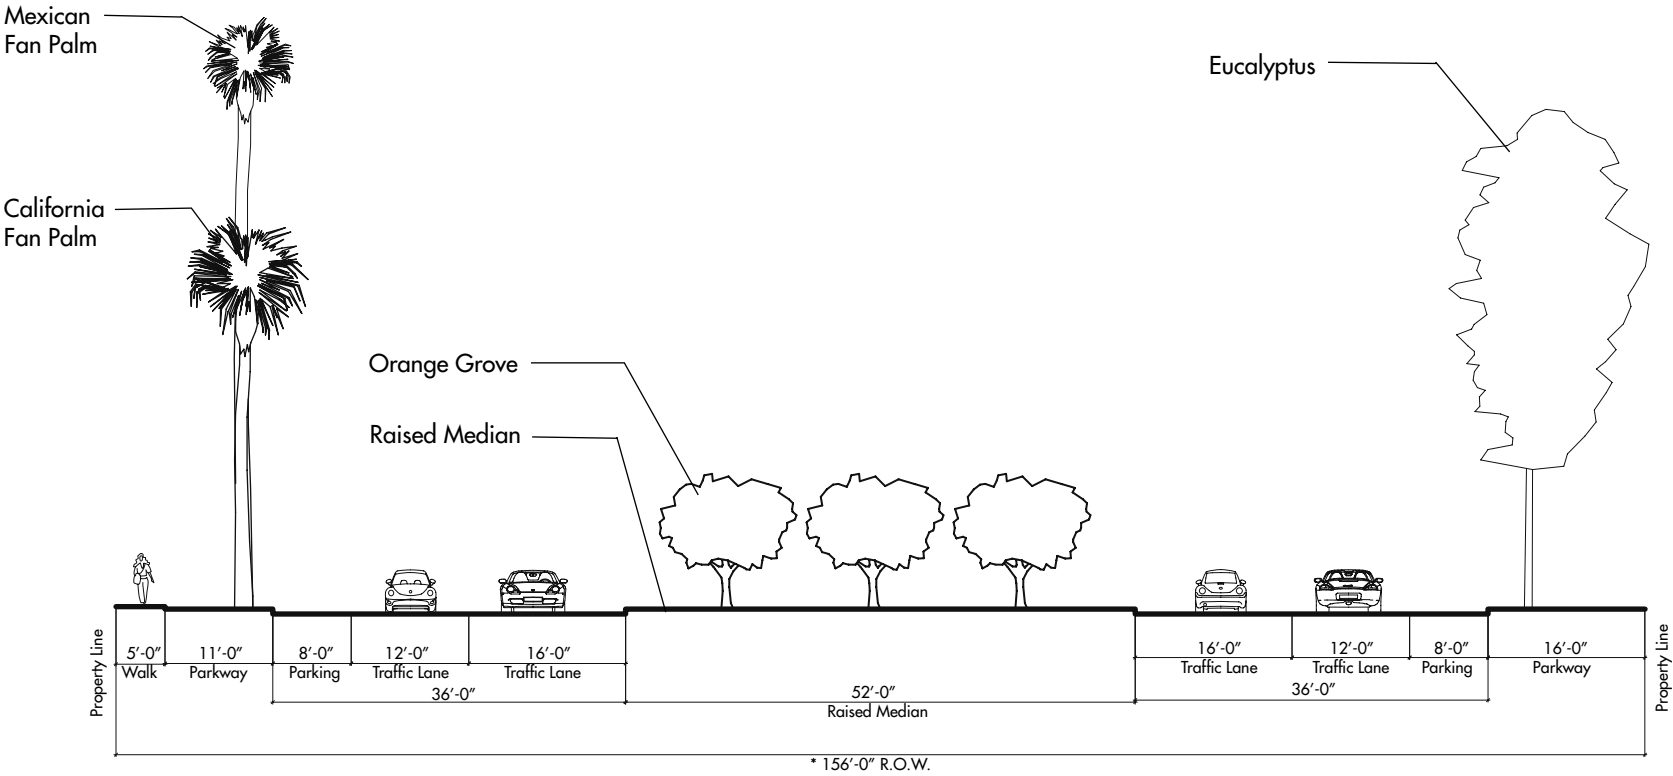 Mexican
Fan Palm
California
Fan Palm
Eucalyptus
Orange Grove
Raised Median
Property Line
5’-0”
Walk
11’-0”
Parkway
8’-0”
Parking
12’-0”
Traffic Lane
16’-0”
Traffic Lane
36’-0”
52’-0”
Raised Median
16’-0”
Traffic Lane
12’-0”
Traffic Lane
8’-0”
Parking
36’-0”
16’-0”
Parkway
Property Line
* 156’-0” R.O.W.